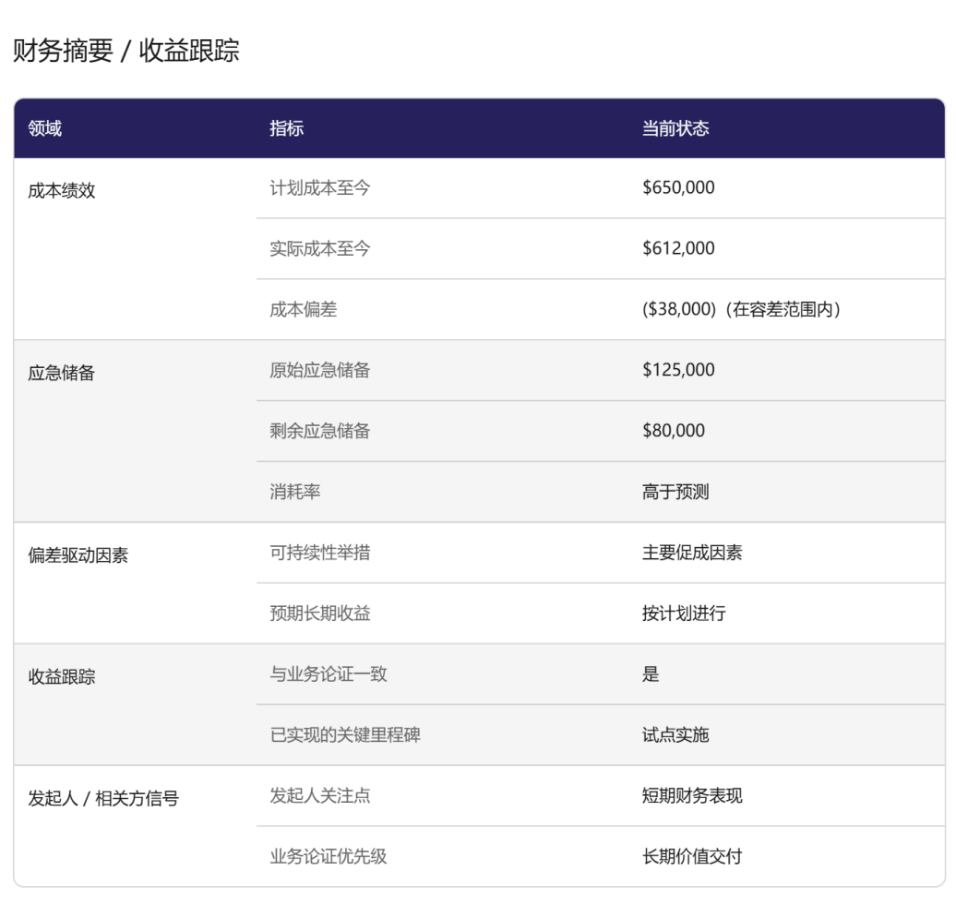 财务摘要 / 收益跟踪
领域 指标 当前状态
成本绩效 计划成本至今 $650,000
实际成本至今 $612,000
成本偏差 ($38,000)（在容差范围内）
应急储备 原始应急储备 $125,000
剩余应急储备 $80,000
消耗率 高于预测
偏差驱动因素 可持续性举措 主要促成因素
预期长期收益 按计划进行
收益跟踪 与业务论证一致 是
已实现的关键里程碑 试点实施
发起人 / 相关方信号 发起人关注点 短期财务表现
业务论证优先级 长期价值交付